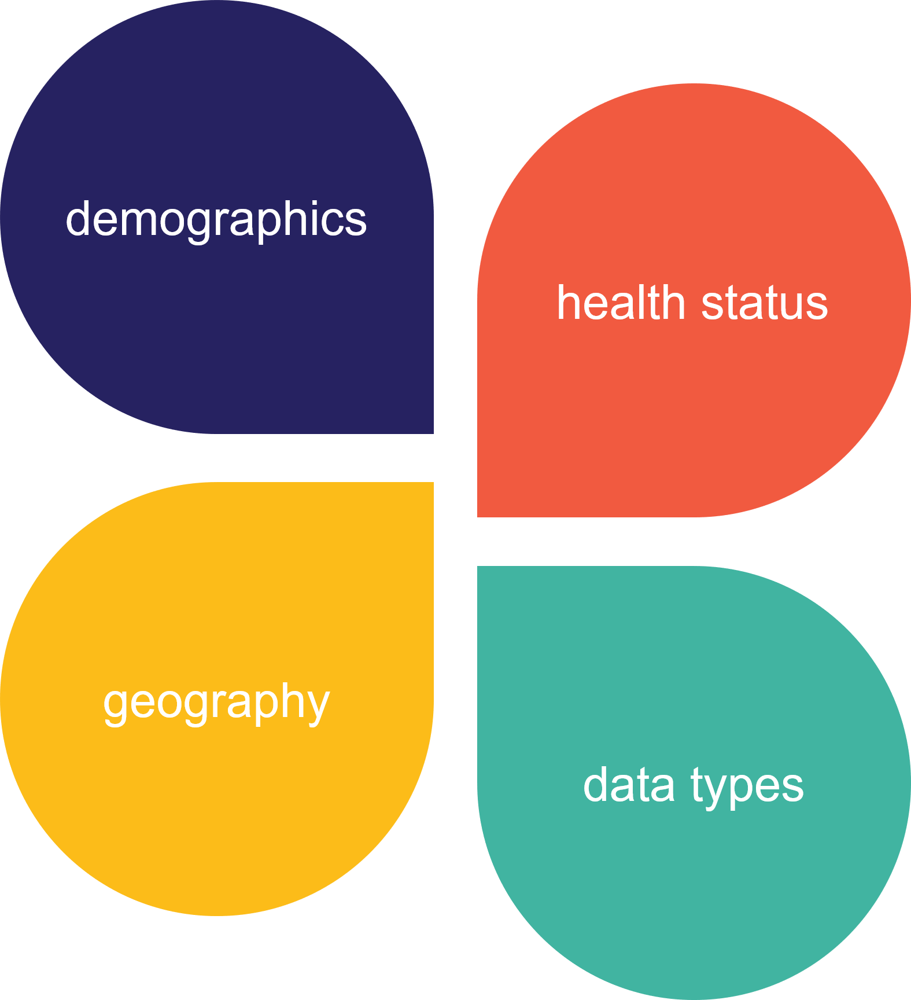 demographics
health status
geography
data types